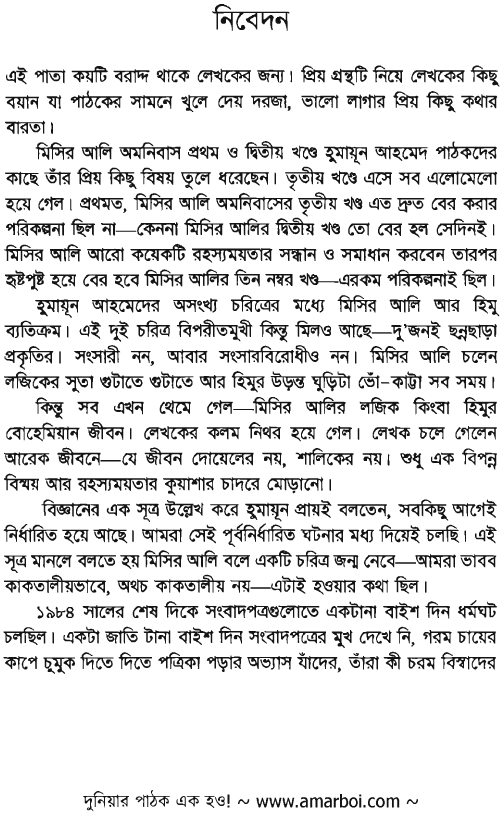 নিবেদন
এই পাতা কয়টি বরাদ্দ থাকে লেখকের জন্য। প্রিয় গ্রন্থটি নিয়ে লেখকের কিছু
বয়ান যা পাঠকের সামনে খুলে দেয় দরজা, ভালো লাগার প্রিয় কিছু কথার
বারতা।
মিসির আলি অমনিবাস প্রথম ও দ্বিতীয় খণ্ডে হুমায়ূন আহমেদ পাঠকদের
কাছে তাঁর প্রিয় কিছু বিষয় তুলে ধরেছেন। তৃতীয় খণ্ডে এসে সব এলোমেলো
হয়ে গেল। প্রথমত, মিসির আলি অমনিবাসের তৃতীয় খণ্ড এত দ্রুত বের করার
পরিকল্পনা ছিল না—কেননা মিসির আলির দ্বিতীয় খণ্ড তো বের হল সেদিনই।
মিসির আলি আরো কয়েকটি রহস্যময়তার সন্ধান ও সমাধান করবেন তারপর
হৃষ্টপুষ্ট হয়ে বের হবে মিসির আলির তিন নম্বর খণ্ড—এরকম পরিকল্পনাই ছিল।
হুমায়ূন আহমেদের অসংখ্য চরিত্রের মধ্যে মিসির আলি আর হিমু
ব্যতিক্রম। এই দুই চরিত্র বিপরীতমুখী কিন্তু মিলও আছে—দু'জনই ছন্নছাড়া
প্রকৃতির। সংসারী নন, আবার সংসারবিরোধীও নন। মিসির আলি চলেন
লজিকের সুতা গুটাতে গুটাতে আর হিমুর উড়ন্ত ঘুড়িটা ভোঁ-কাট্টা সব সময়।
কিন্তু সব এখন থেমে গেল—মিসির আলির লজিক কিংবা হিমুর
বোহেমিয়ান জীবন। লেখকের কলম নিথর হয়ে গেল। লেখক চলে গেলেন
আরেক জীবনে—যে জীবন দোয়েলের নয়, শালিকের নয়। শুধু এক বিপন্ন
বিস্ময় আর রহস্যময়তার কুয়াশার চাদরে মোড়ানো।
বিজ্ঞানের এক সূত্র উল্লেখ করে হুমায়ূন প্রায়ই বলতেন, সবকিছু আগেই
নির্ধারিত হয়ে আছে। আমরা সেই পূর্বনির্ধারিত ঘটনার মধ্য দিয়েই চলছি। এই
সূত্র মানলে বলতে হয় মিসির আলি বলে একটি চরিত্র জন্ম নেবে—আমরা ভাবব
কাকতালীয়ভাবে, অথচ কাকতালীয় নয়—এটাই হওয়ার কথা ছিল।
১৯৮৪ সালের শেষ দিকে সংবাদপত্রগুলোতে একটানা বাইশ দিন ধর্মঘট
চলছিল। একটা জাতি টানা বাইশ দিন সংবাদপত্রের মুখ দেখে নি, গরম চায়ের
কাপে চুমুক দিতে দিতে পত্রিকা পড়ার অভ্যাস যাঁদের, তাঁরা কী চরম বিস্বাদের
দুনিয়ার পাঠক এক হও! ~ www.amarboi.com ~